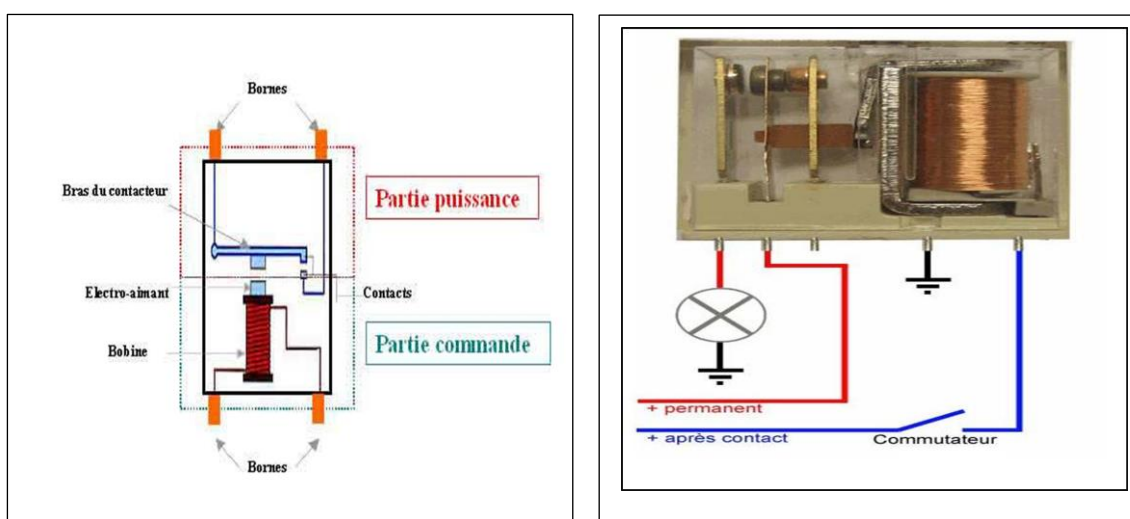 Bornes
Bras du contacteur
Partie puissance
Electro-aimant
Contacts
Bobine
Partie commande
Bornes
+ permanent
+ après contact
Commutateur